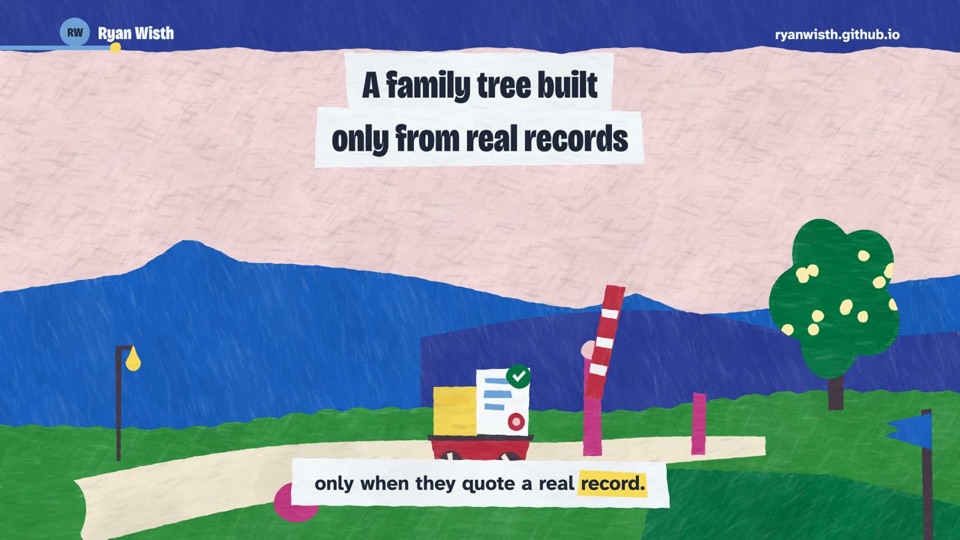 RW Ryan Wisth
ryanwisth.github.io
A family tree built
only from real records
only when they quote a real record.